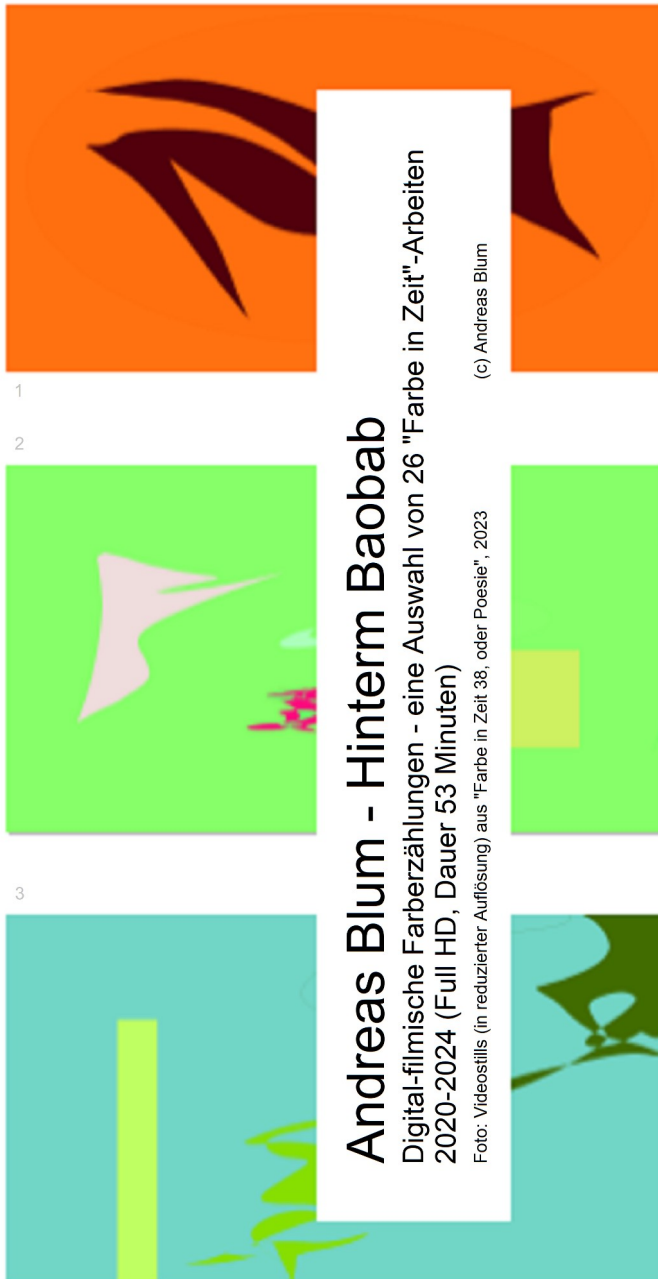 1
2
3
Andreas Blum - Hinterm Baobab
Digital-filmische Farberzählungen - eine Auswahl von 26 "Farbe in Zeit"-Arbeiten
2020-2024 (Full HD, Dauer 53 Minuten)
Foto: Videostills (in reduzierter Auflösung) aus "Farbe in Zeit 38, oder Poesie", 2023 (c) Andreas Blum